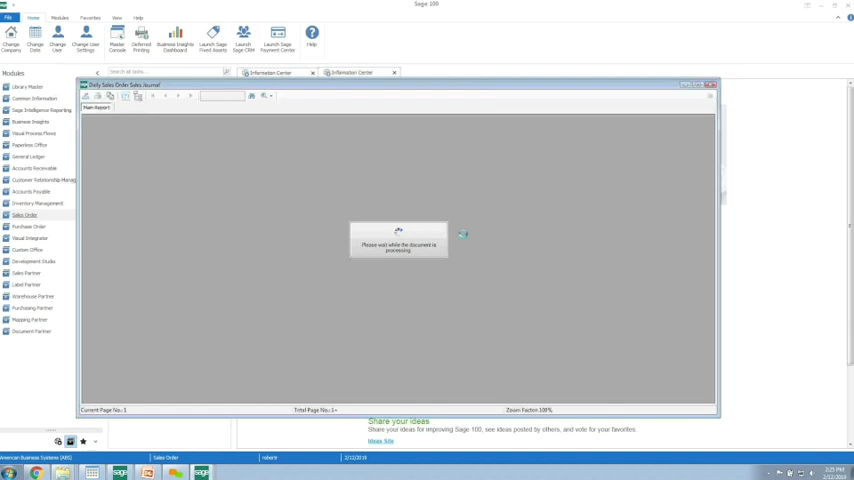 Sage 100
File Home Modules Favorites View Help
Change Company
Change Date
Change User
Change User Settings
Master Console
Deferred Printing
Business Insights Dashboard
Launch Sage Fixed Assets
Launch Sage CRM
Launch Sage Payment Center
Help
Modules
Search all tasks...
Information Center
Information Center
Library Master
Common Information
Sage Intelligence Reporting
Business Insights
Visual Process Flows
Paperless Office
General Ledger
Accounts Receivable
Customer Relationship Manag
Accounts Payable
Inventory Management
Sales Order
Purchase Order
Visual Integrator
Custom Office
Development Studio
Sales Partner
Label Partner
Warehouse Partner
Purchasing Partner
Mapping Partner
Document Partner
Daily Sales Order Sales Journal
Main Report
Please wait while the document is
processing.
Current Page No.: 1 Total Page No.: 1+ Zoom Factor: 100%
Share your ideas
Share your ideas for improving Sage 100, see ideas posted by others, and vote for your favorites.
Ideas Site
American Business Systems (ABS) Sales Order robertr 2/12/2019
2:25 PM
2/12/2019